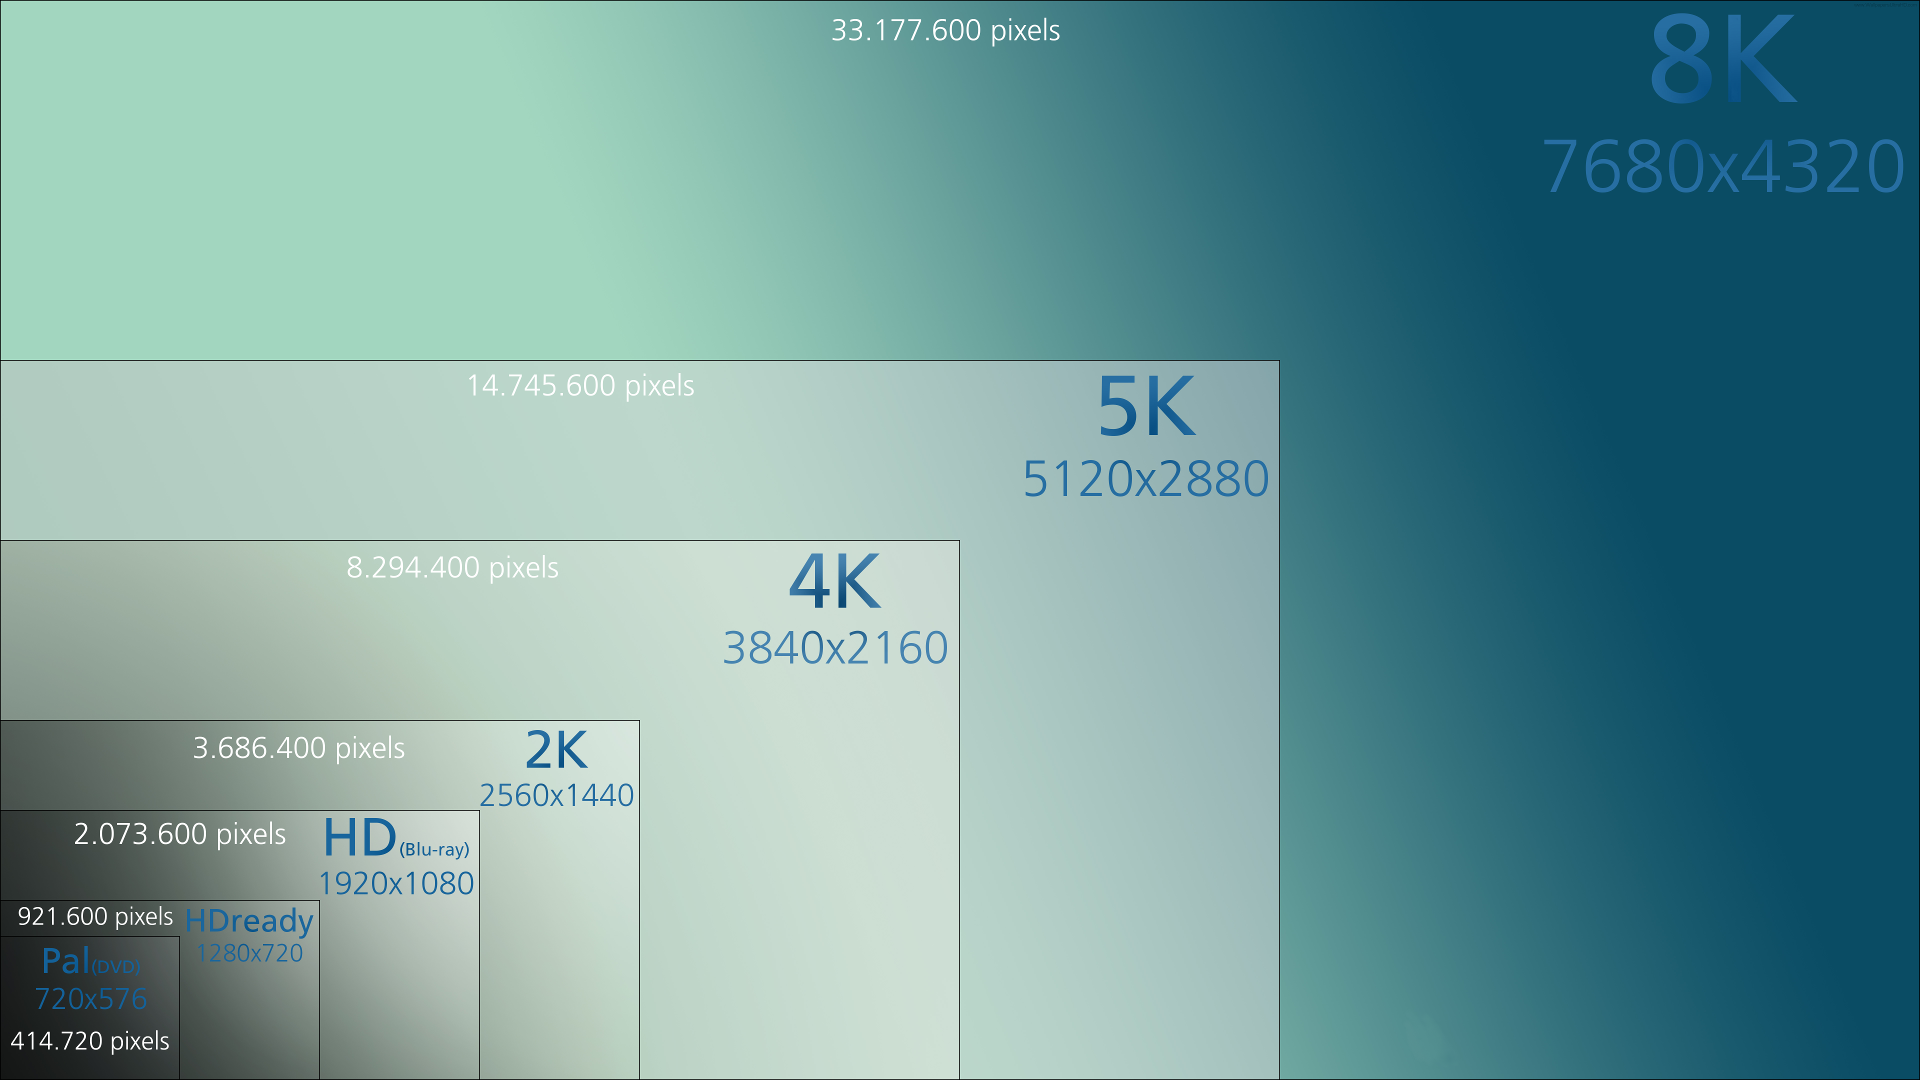 33.177.600 pixels
8K
7680x4320
14.745.600 pixels
5K
5120x2880
8.294.400 pixels
4K
3840x2160
3.686.400 pixels
2K
2560x1440
2.073.600 pixels
HD (Blu-ray)
1920x1080
921.600 pixels
HDready
1280x720
Pal (DVD)
720x576
414.720 pixels